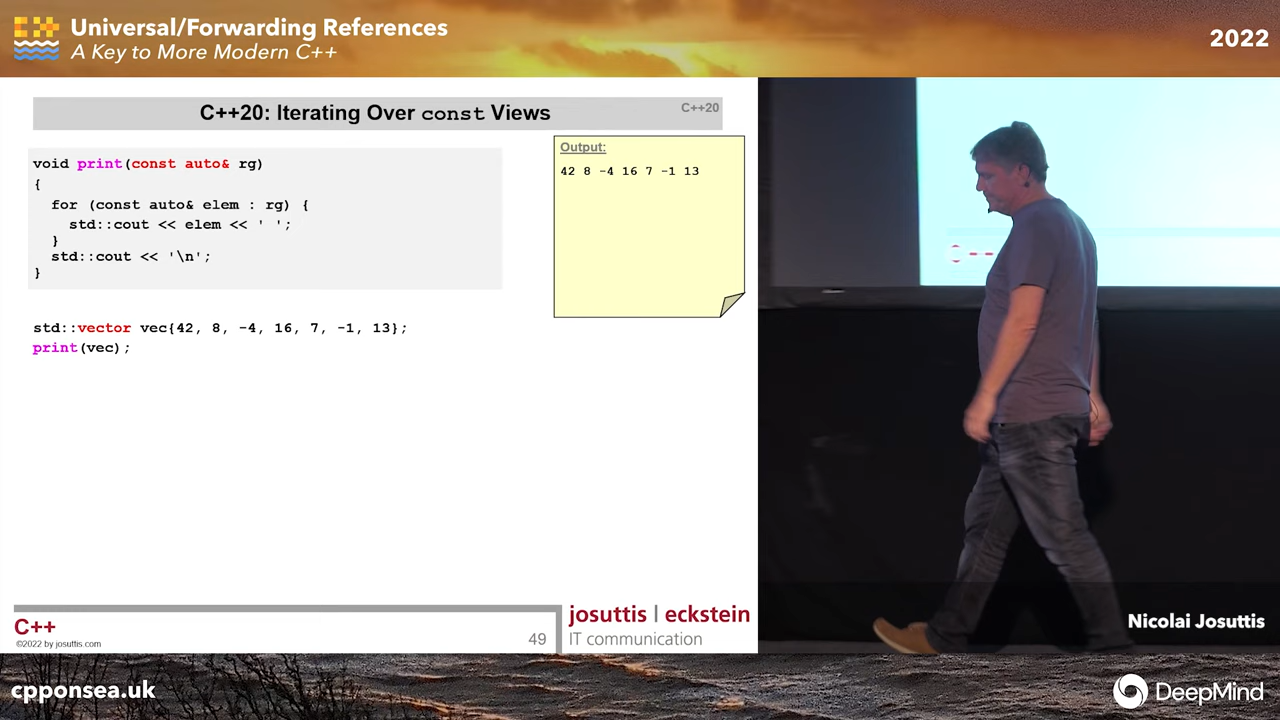 Universal/Forwarding References
A Key to More Modern C++
2022
C++20: Iterating Over const Views
C++20
void print(const auto& rg)
{
for (const auto& elem : rg) {
std::cout << elem << ' ';
}
std::cout << '\n';
}
std::vector vec{42, 8, -4, 16, 7, -1, 13};
print(vec);
Output:
42 8 -4 16 7 -1 13
C++
©2022 by josuttis.com
49
josuttis | eckstein
IT communication
Nicolai Josuttis
cpponsea.uk
DeepMind